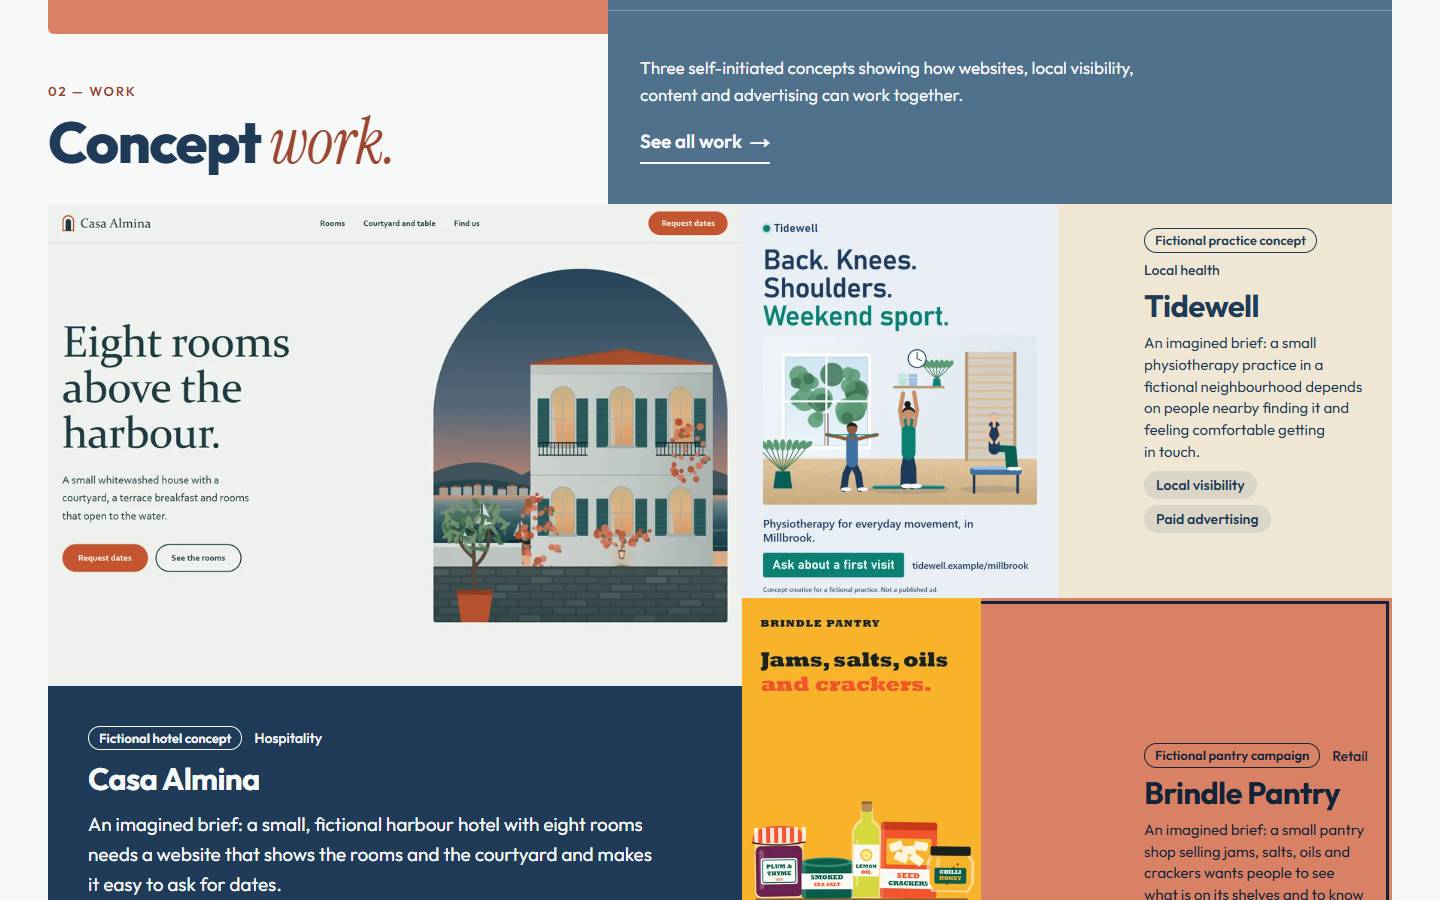 Three self-initiated concepts showing how websites, local visibility,
content and advertising can work together.
See all work →
02 — WORK
Concept work.
Casa Almina
Rooms
Courtyard and table
Find us
Request dates
Eight rooms
above the
harbour.
A small whitewashed house with a
courtyard, a terrace breakfast and rooms
that open to the water.
Request dates
See the rooms
Fictional hotel concept
Hospitality
Casa Almina
An imagined brief: a small, fictional harbour hotel with eight rooms
needs a website that shows the rooms and the courtyard and makes
it easy to ask for dates.
Tidewell
Back. Knees.
Shoulders.
Weekend sport.
Physiotherapy for everyday movement, in
Millbrook.
Ask about a first visit
tidewell.example/millbrook
Concept creative for a fictional practice. Not a published ad.
Fictional practice concept
Local health
Tidewell
An imagined brief: a small
physiotherapy practice in a
fictional neighbourhood depends
on people nearby finding it and
feeling comfortable getting
in touch.
Local visibility
Paid advertising
BRINDLE PANTRY
Jams, salts, oils
and crackers.
PLUM &
THYME
SMOKED
SEA SALT
LEMON
OIL
SEED
CRACKERS
CHILLI
HONEY
Fictional pantry campaign
Retail
Brindle Pantry
An imagined brief: a small pantry
shop selling jams, salts, oils and
crackers wants people to see
what is on its shelves and to know